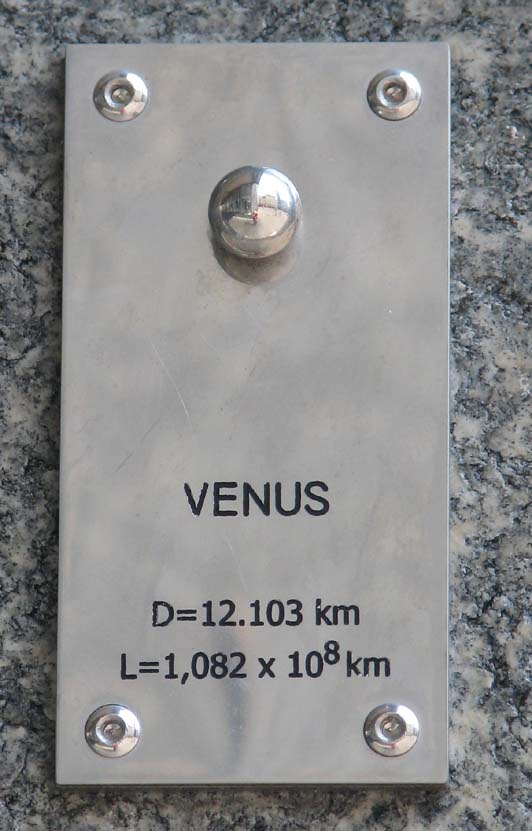 VENUS
D=12.103 km
L=1,082 x 10⁸ km